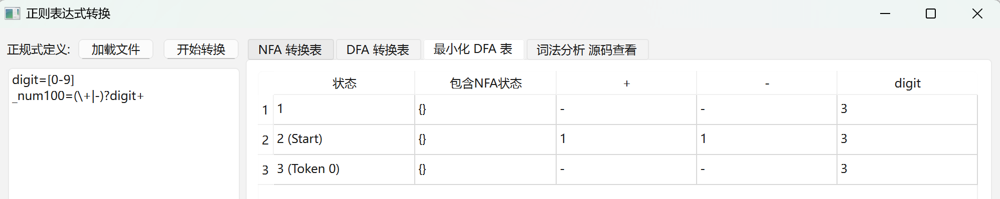 正则表达式转换
正规式定义: 加载文件 开始转换 NFA 转换表 DFA 转换表 最小化 DFA 表 词法分析 源码查看
digit=[0-9]
_num100=(\+|-)?digit+
状态 包含NFA状态 + - digit
1 1 {} - - 3
2 2 (Start) {} 1 1 3
3 3 (Token 0) {} - - 3